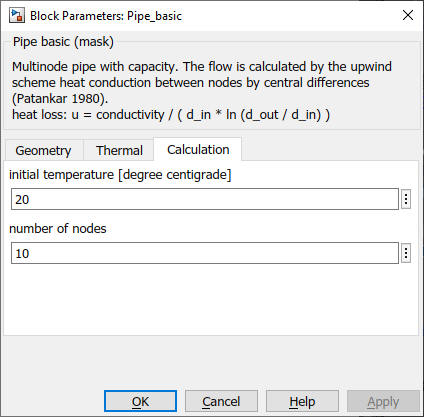 Block Parameters: Pipe_basic
Pipe basic (mask)
Multinode pipe with capacity. The flow is calculated by the upwind
scheme heat conduction between nodes by central differences
(Patankar 1980).
heat loss: u = conductivity / ( d_in * ln (d_out / d_in) )
Geometry Thermal Calculation
initial temperature [degree centigrade]
20
number of nodes
10
OK Cancel Help Apply